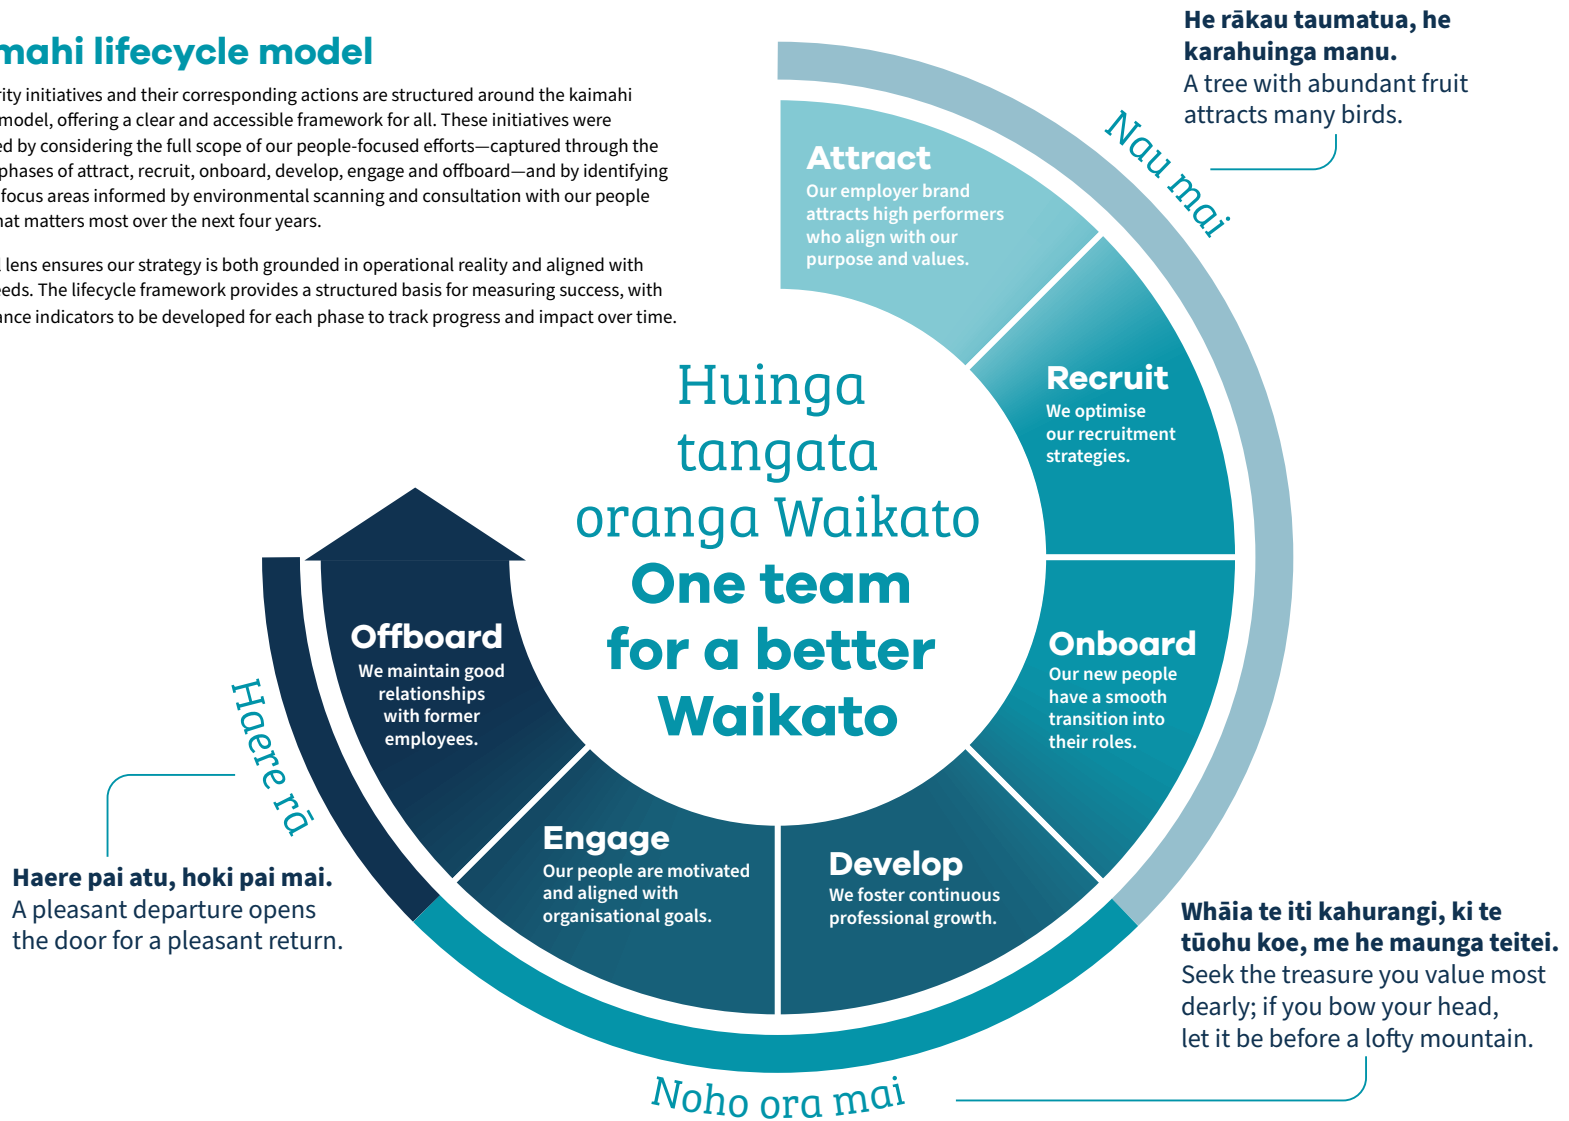 mahi lifecycle model
rity initiatives and their corresponding actions are structured around the kaimahi
model, offering a clear and accessible framework for all. These initiatives were
ed by considering the full scope of our people-focused efforts—captured through the
phases of attract, recruit, onboard, develop, engage and offboard—and by identifying
focus areas informed by environmental scanning and consultation with our people
hat matters most over the next four years.
l lens ensures our strategy is both grounded in operational reality and aligned with
eeds. The lifecycle framework provides a structured basis for measuring success, with
ance indicators to be developed for each phase to track progress and impact over time.
He rākau taumatua, he
karahuinga manu.
A tree with abundant fruit
attracts many birds.
Nau mai
Attract
Our employer brand
attracts high performers
who align with our
purpose and values.
Recruit
We optimise
our recruitment
strategies.
Huinga
tangata
oranga Waikato
One team
for a better
Waikato
Onboard
Our new people
have a smooth
transition into
their roles.
Develop
We foster continuous
professional growth.
Engage
Our people are motivated
and aligned with
organisational goals.
Offboard
We maintain good
relationships
with former
employees.
Haere rā
Haere pai atu, hoki pai mai.
A pleasant departure opens
the door for a pleasant return.
Whāia te iti kahurangi, ki te
tūohu koe, me he maunga teitei.
Seek the treasure you value most
dearly; if you bow your head,
let it be before a lofty mountain.
Noho ora mai